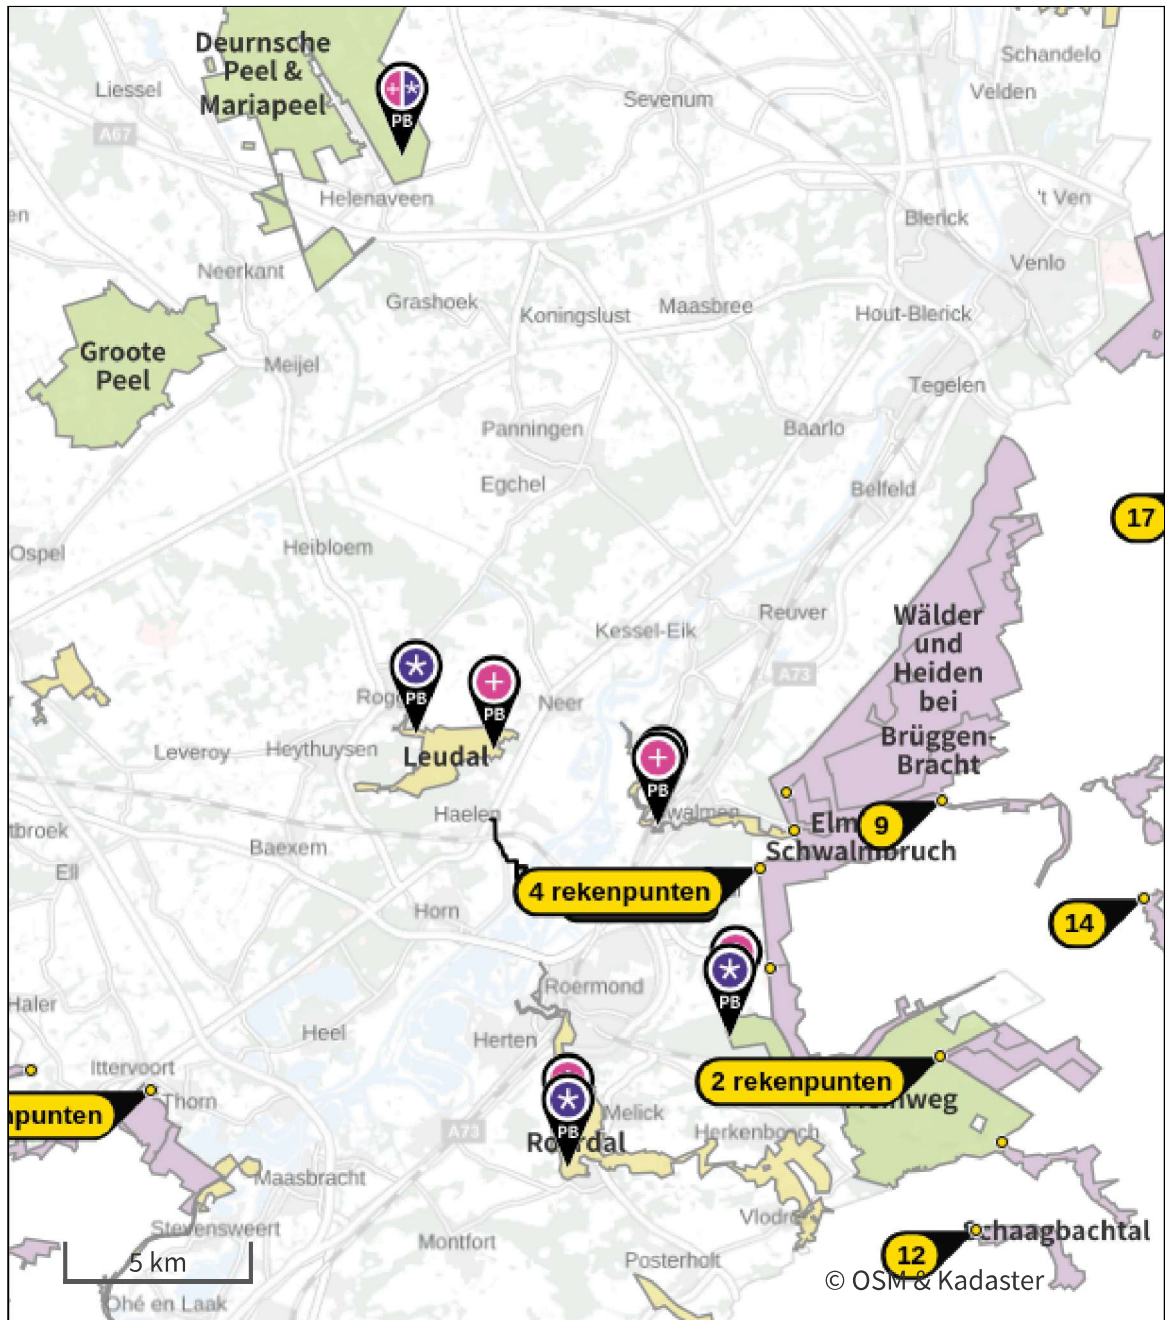 Deurnsche
Peel &
Mariapeel
Schandelo
Liessel
Velden
Sevenum
A67
PB
Helenaveen
't Ven
en
Blerick
Neerkant
Venlo
Grashoek
Koningslust
Maasbree
Hout-Blerick
Groote
Peel
Meijel
Tegelen
Panningen
Baarlo
Egchel
Belfeld
17
Ospel
Heibloem
Wälder
und
Heiden
bei
Brüggen-
Bracht
Reuver
Kessel-Eik
A73
PB
PB
Neer
Leveroy
Heythuysen
Leudal
PB
Haelen
9
Schwalmbruch
tbroek
Baexem
Ell
4 rekenpunten
Horn
14
PB
Roermond
Haler
Heel
Herten
Ittervoort
2 rekenpunten
npunten
Thorn
PB
Melick
A73
Herkenbosch
Maasbracht
Stevensweert
Montfort
12
Posterholt
5 km
© OSM & Kadaster
Ohé en Laak